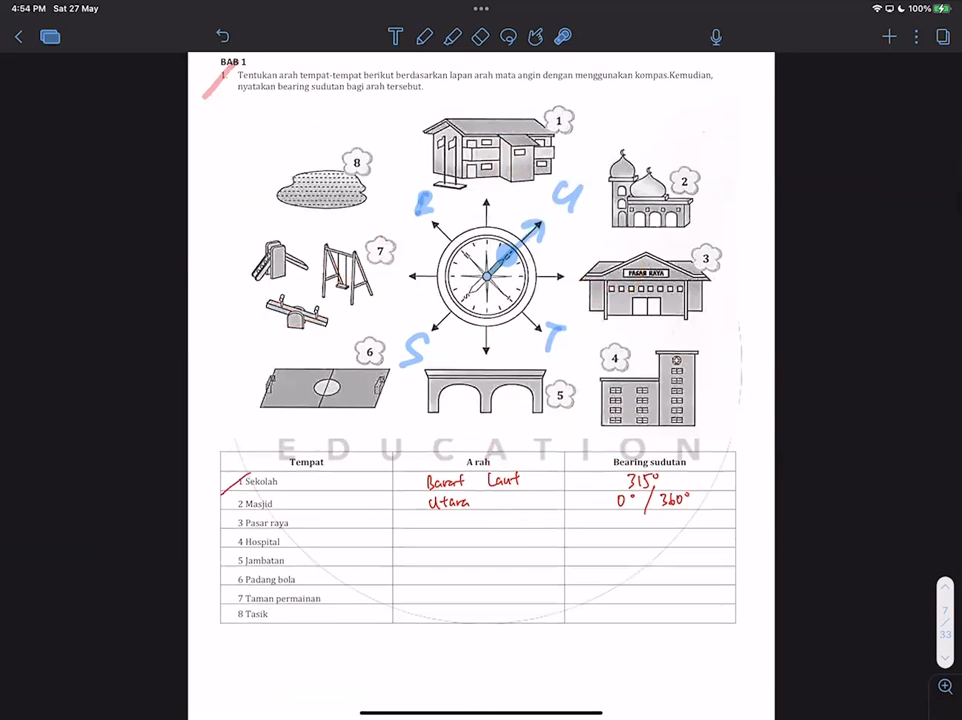 4:54 PM Sat 27 May
100%
BAB 1
1. Tentukan arah tempat-tempat berikut berdasarkan lapan arah mata angin dengan menggunakan kompas.Kemudian,
nyatakan bearing sudutan bagi arah tersebut.
1
8
2
B
U
7
3
PASAR RAYA
S
T
6
4
5
EDUCATION
Tempat Arah Bearing sudutan
1 Sekolah Barat Laut 315°
2 Masjid Utara 0° / 360°
3 Pasar raya
4 Hospital
5 Jambatan
6 Padang bola
7 Taman permainan
8 Tasik
7
/
33